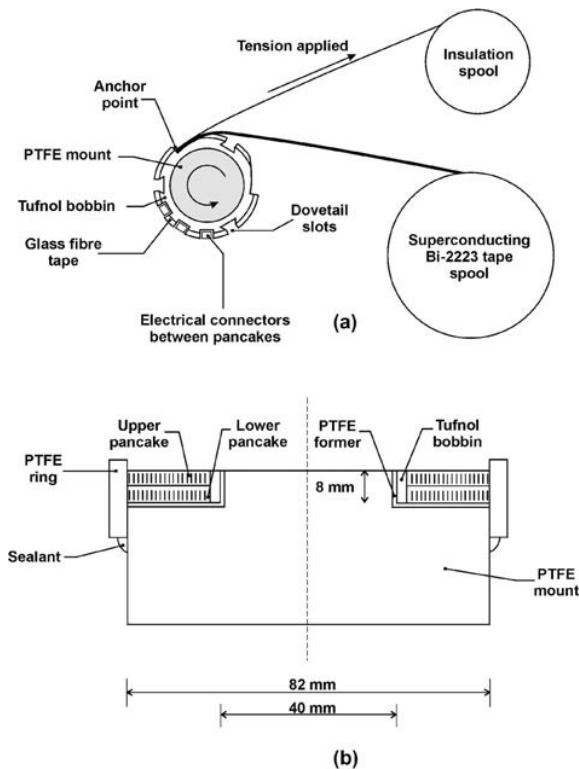 Tension applied
Insulation
spool
Anchor
point
PTFE mount
Tufnol bobbin
Glass fibre
tape
Dovetail
slots
Superconducting
Bi-2223 tape
spool
Electrical connectors
between pancakes
(a)
Upper
pancake
Lower
pancake
PTFE
former
Tufnol
bobbin
PTFE
ring
8 mm
Sealant
PTFE
mount
82 mm
40 mm
(b)